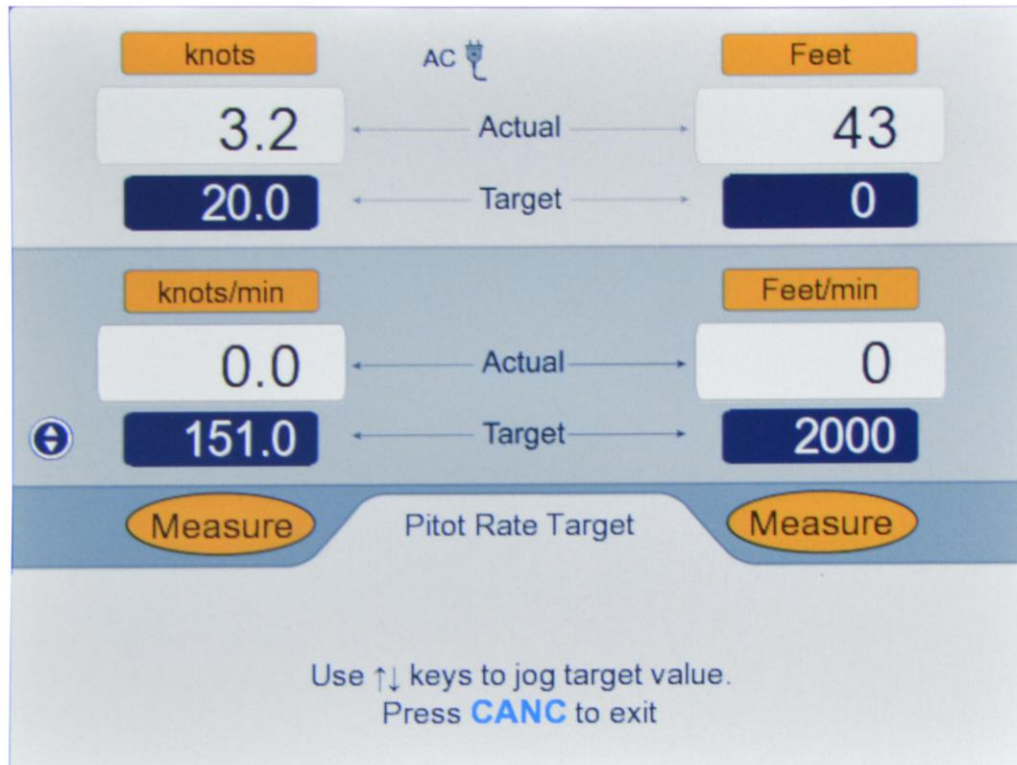 knots AC Feet
3.2 Actual 43
20.0 Target 0
knots/min Feet/min
0.0 Actual 0
151.0 Target 2000
Measure Pitot Rate Target Measure
Use ↑↓ keys to jog target value.
Press CANC to exit